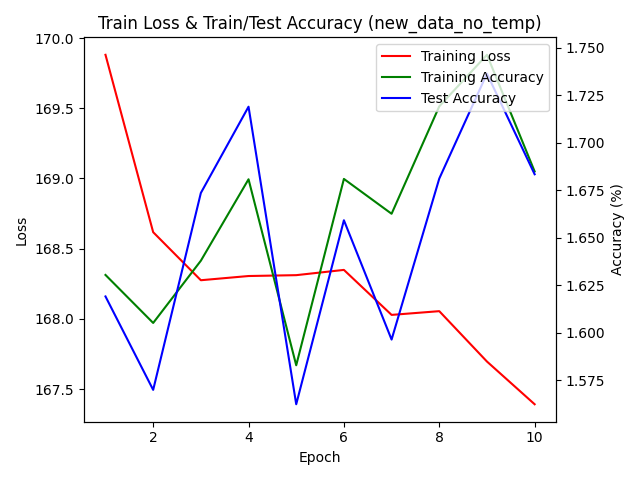 Train Loss & Train/Test Accuracy (new_data_no_temp)
170.0
169.5
169.0
168.5
168.0
167.5
Loss
Training Loss
Training Accuracy
Test Accuracy
1.750
1.725
1.700
1.675
1.650
1.625
1.600
1.575
Accuracy (%)
2
4
6
8
10
Epoch